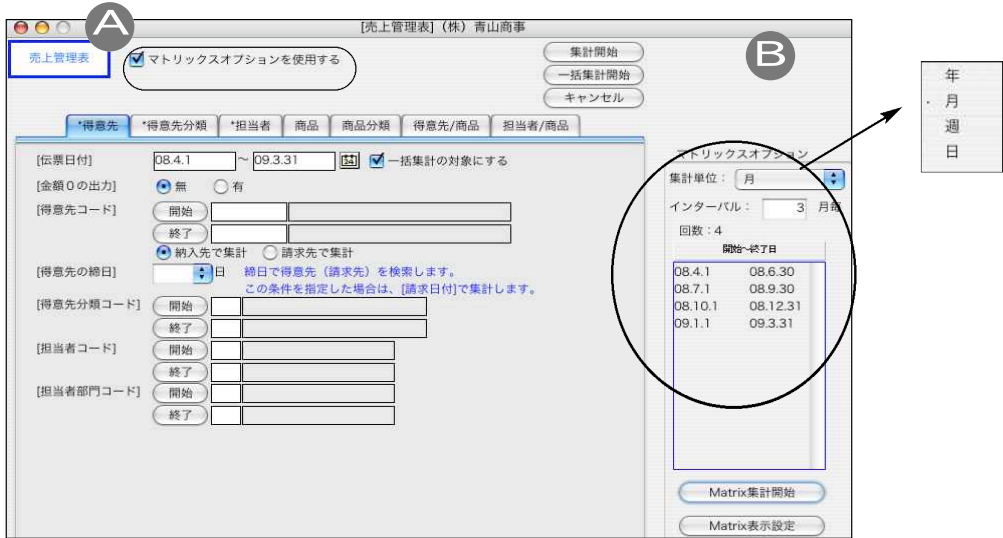 A
[売上管理表] (株) 青山商事
売上管理表
マトリックスオプションを使用する
集計開始
一括集計開始
キャンセル
B
年
・月
週
日
*得意先
*得意先分類
*担当者
商品
商品分類
得意先/商品
担当者/商品
[伝票日付]
08.4.1 ~ 09.3.31 一括集計の対象にする
[金額0の出力] 無 有
[得意先コード] 開始
終了
納入先で集計 請求先で集計
[得意先の締日] 日 締日で得意先（請求先）を検索します。
この条件を指定した場合は、[請求日付]で集計します。
[得意先分類コード] 開始
終了
[担当者コード] 開始
終了
[担当者部門コード] 開始
終了
マトリックスオプション
集計単位： 月
インターバル： 3 月毎
回数：4
開始~終了日
08.4.1 08.6.30
08.7.1 08.9.30
08.10.1 08.12.31
09.1.1 09.3.31
Matrix集計開始
Matrix表示設定